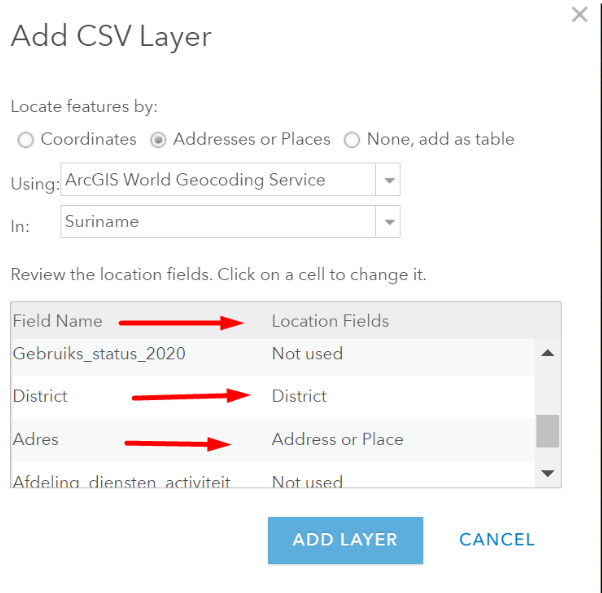 Add CSV Layer
Locate features by:
Coordinates Addresses or Places None, add as table
Using: ArcGIS World Geocoding Service
In: Suriname
Review the location fields. Click on a cell to change it.
Field Name Location Fields
Gebruiks_status_2020 Not used
District District
Adres Address or Place
Afdeling_diensten_activiteit Not used
ADD LAYER CANCEL